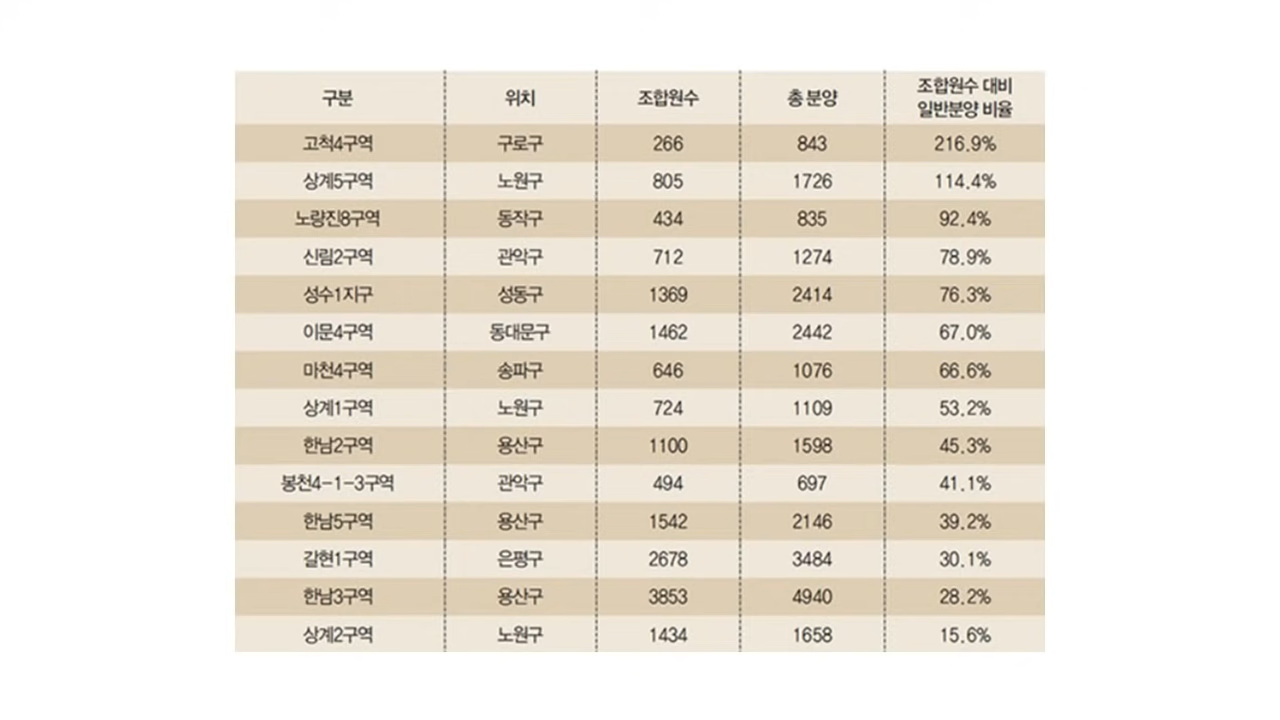 구분 위치 조합원수 총 분양 조합원수 대비
일반분양 비율
고척4구역 구로구 266 843 216.9%
상계5구역 노원구 805 1726 114.4%
노량진8구역 동작구 434 835 92.4%
신림2구역 관악구 712 1274 78.9%
성수1지구 성동구 1369 2414 76.3%
이문4구역 동대문구 1462 2442 67.0%
마천4구역 송파구 646 1076 66.6%
상계1구역 노원구 724 1109 53.2%
한남2구역 용산구 1100 1598 45.3%
봉천4-1-3구역 관악구 494 697 41.1%
한남5구역 용산구 1542 2146 39.2%
갈현1구역 은평구 2678 3484 30.1%
한남3구역 용산구 3853 4940 28.2%
상계2구역 노원구 1434 1658 15.6%